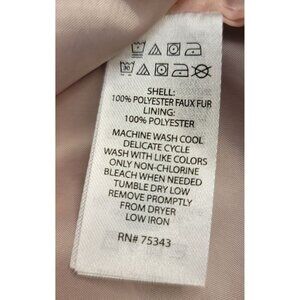 SHELL:
100% POLYESTER FAUX FUR
LINING:
100% POLYESTER
MACHINE WASH COOL
DELICATE CYCLE
WASH WITH LIKE COLORS
ONLY NON-CHLORINE
BLEACH WHEN NEEDED
TUMBLE DRY LOW
REMOVE PROMPTLY
FROM DRYER
LOW IRON
RN# 75343